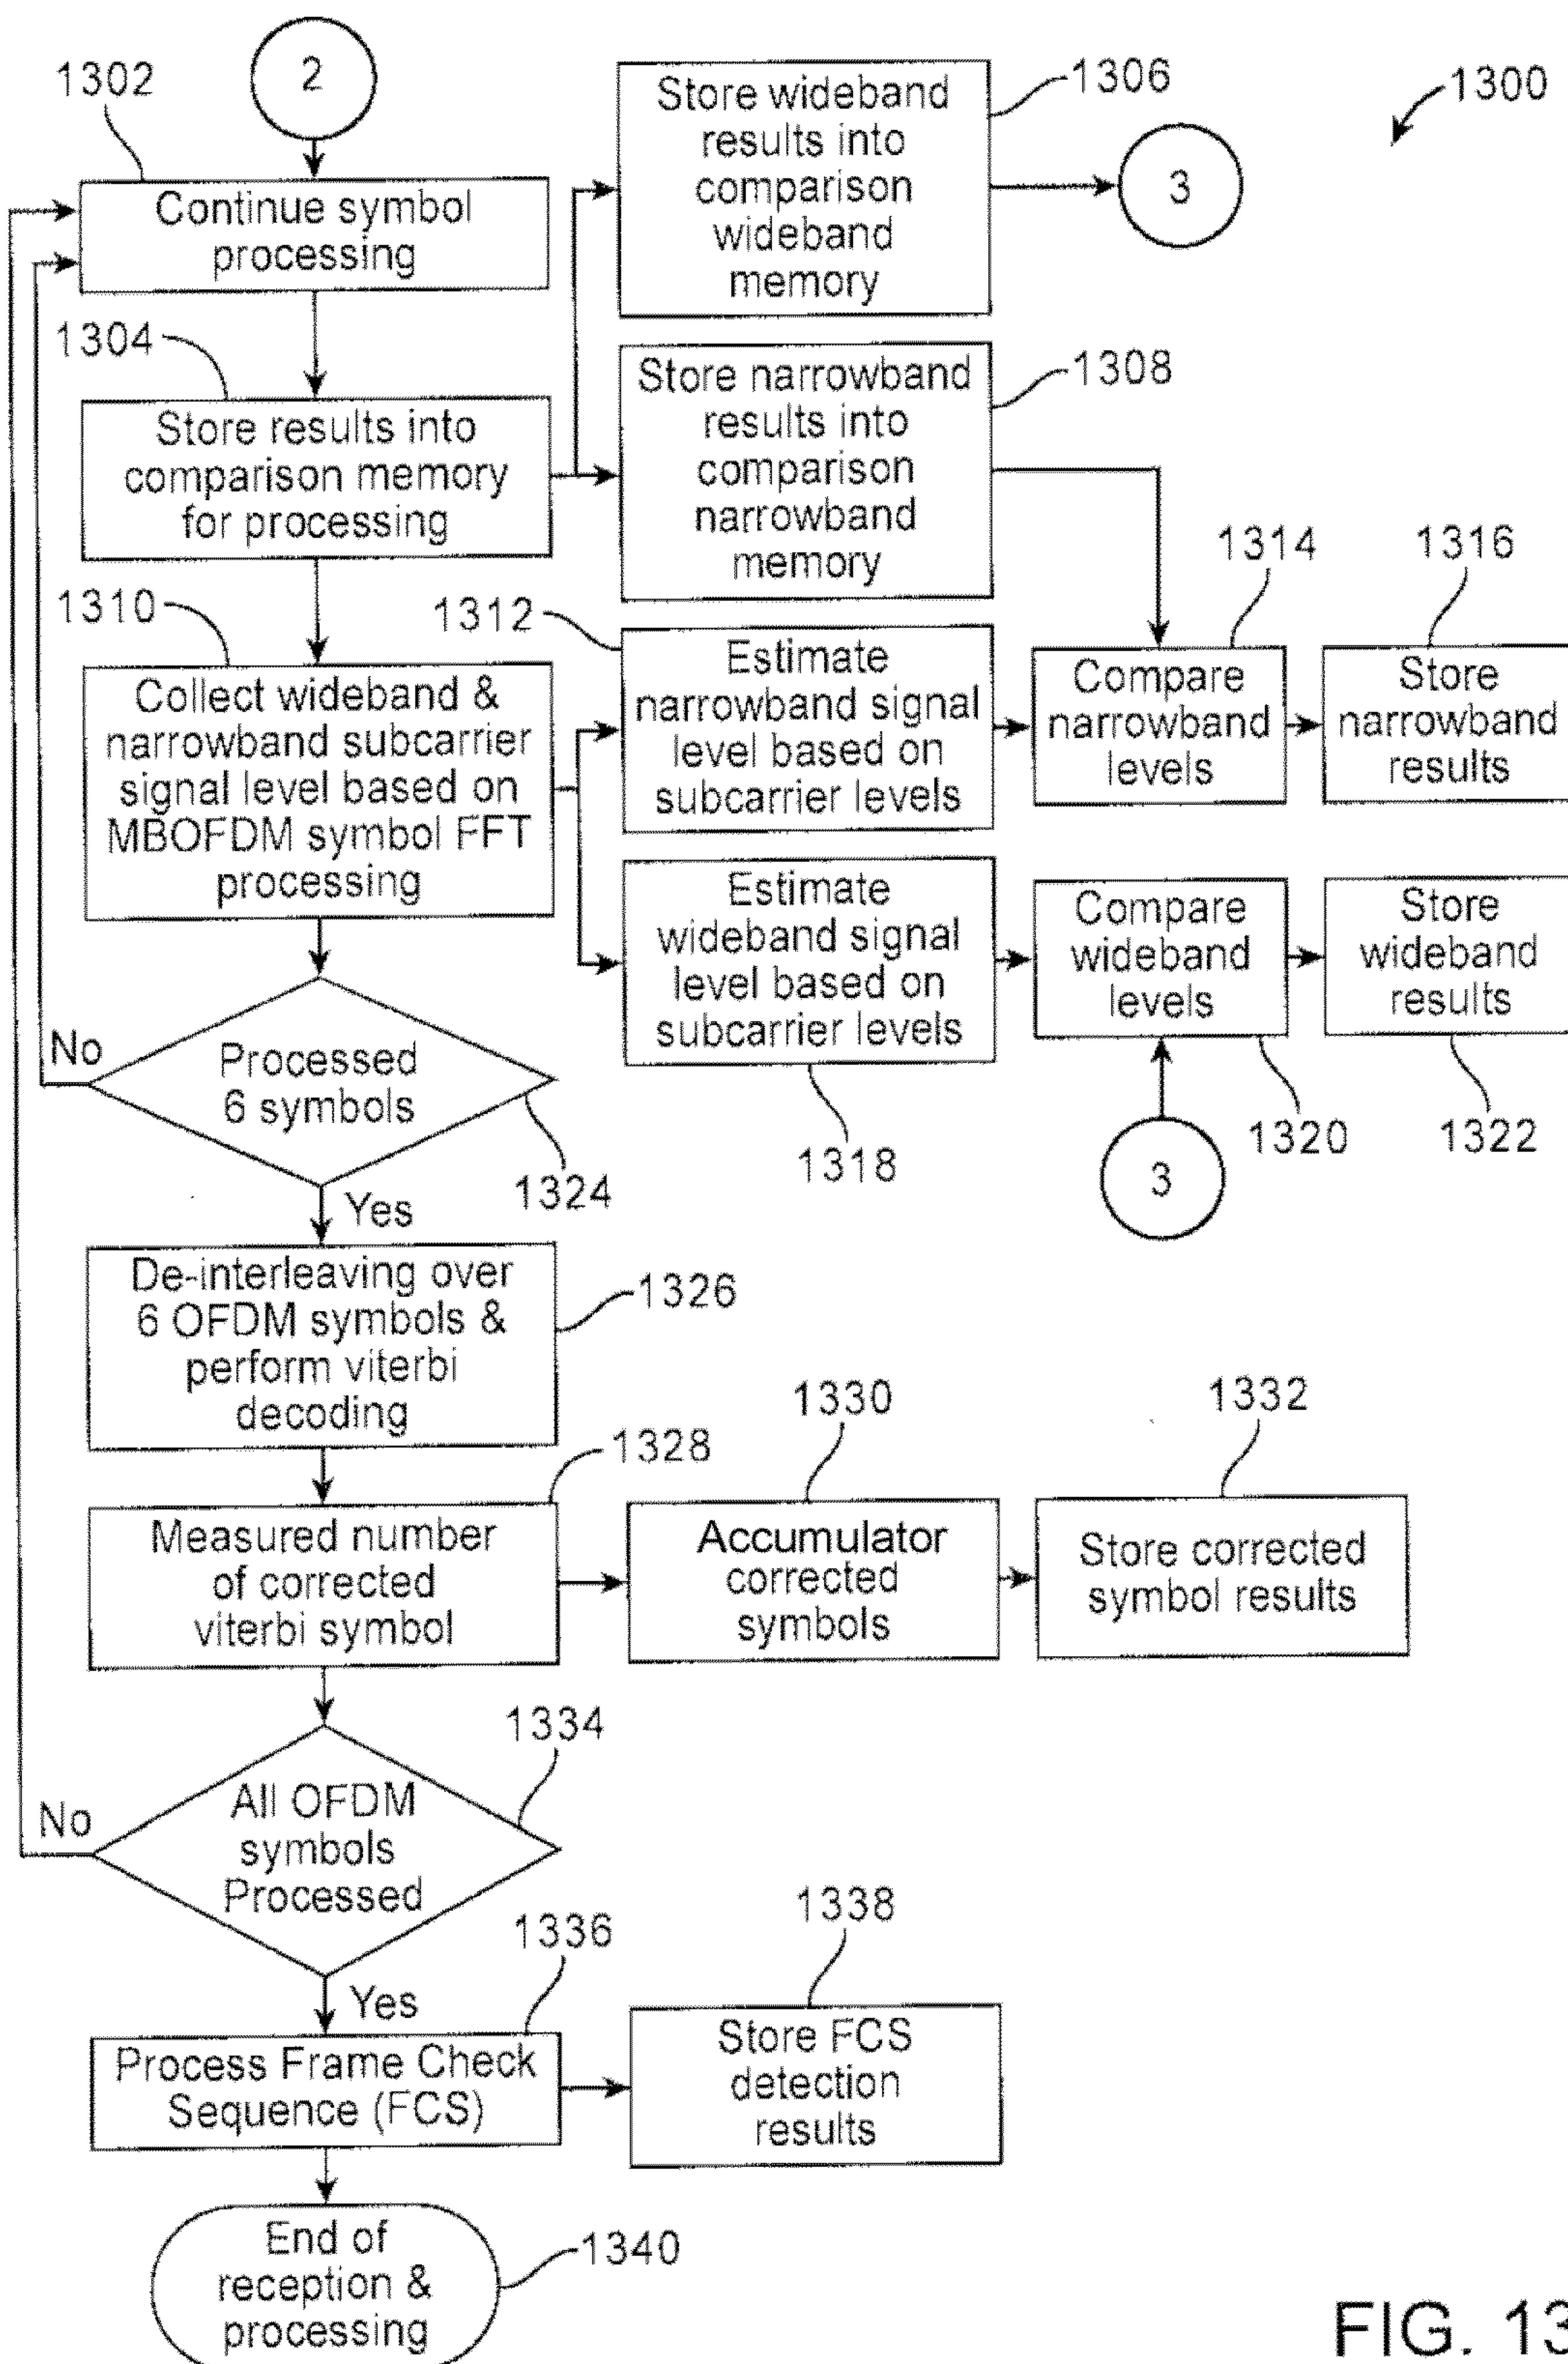 2
1302
Continue symbol
processing
1304
Store results into
comparison memory
for processing
1306
Store wideband
results into
comparison
wideband
memory
3
1300
1308
Store narrowband
results into
comparison
narrowband
memory
1310
Collect wideband &
narrowband subcarrier
signal level based on
MBOFDM symbol FFT
processing
1312
Estimate
narrowband signal
level based on
subcarrier levels
1314
Compare
narrowband
levels
1316
Store
narrowband
results
Estimate
wideband signal
level based on
subcarrier levels
1318
Compare
wideband
levels
1320
Store
wideband
results
1322
3
No
Processed
6 symbols
1324
Yes
De-interleaving over
6 OFDM symbols &
perform viterbi
decoding
1326
1328
Measured number
of corrected
viterbi symbol
1330
Accumulator
corrected
symbols
1332
Store corrected
symbol results
1334
No
All OFDM
symbols
Processed
Yes
1336
Process Frame Check
Sequence (FCS)
1338
Store FCS
detection
results
End of
reception &
processing
1340
FIG. 13